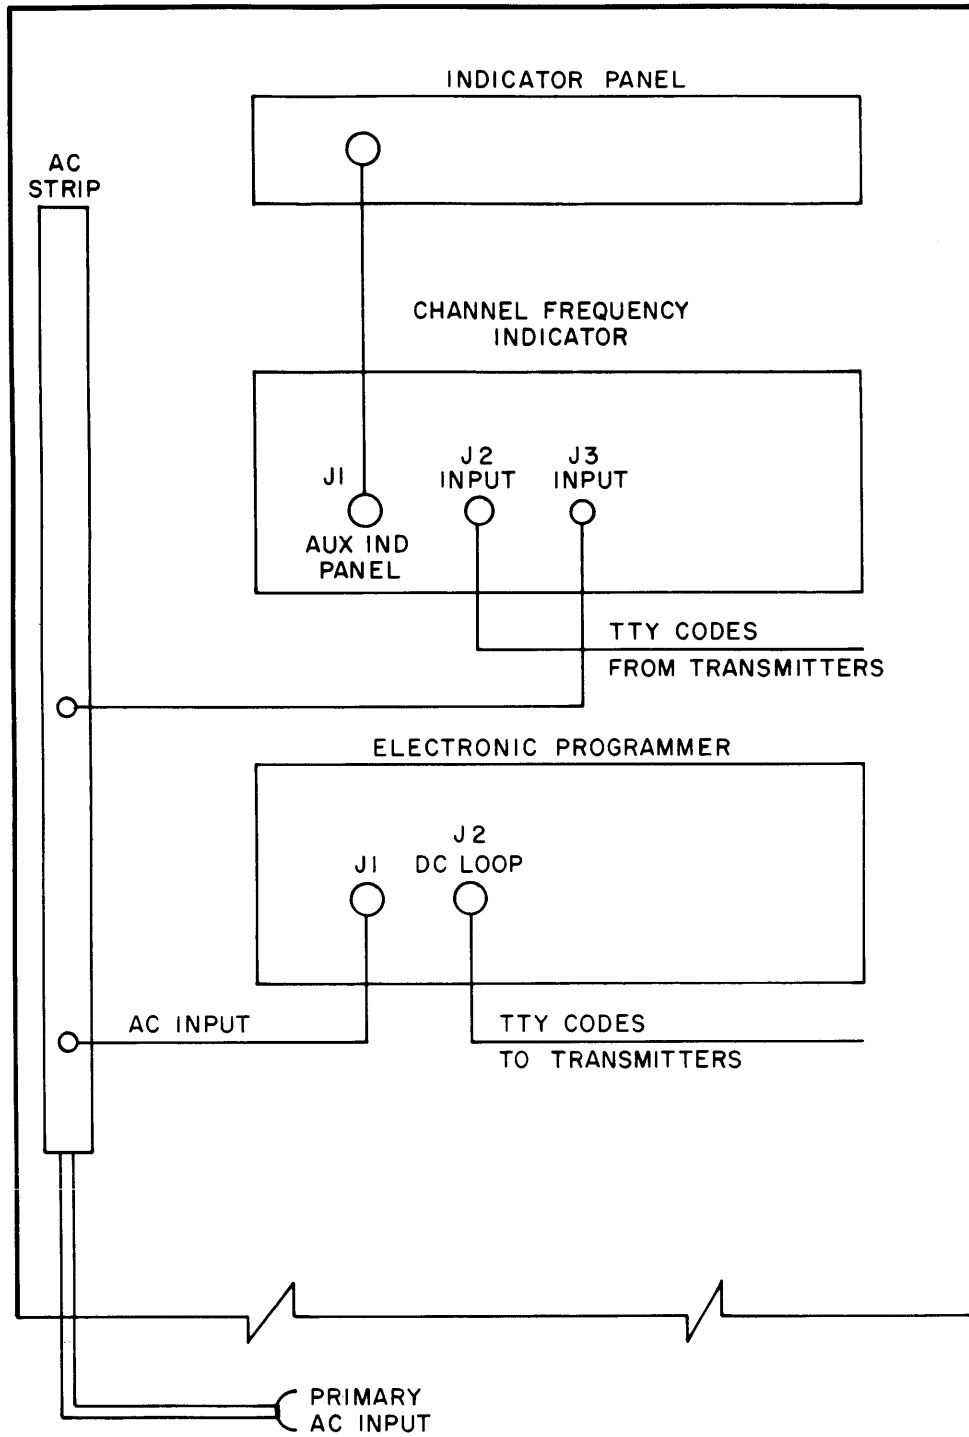 INDICATOR PANEL
AC
STRIP
CHANNEL FREQUENCY
INDICATOR
J1
AUX IND
PANEL
J2
INPUT
J3
INPUT
TTY CODES
FROM TRANSMITTERS
ELECTRONIC PROGRAMMER
J1
J2
DC LOOP
AC INPUT
TTY CODES
TO TRANSMITTERS
PRIMARY
AC INPUT